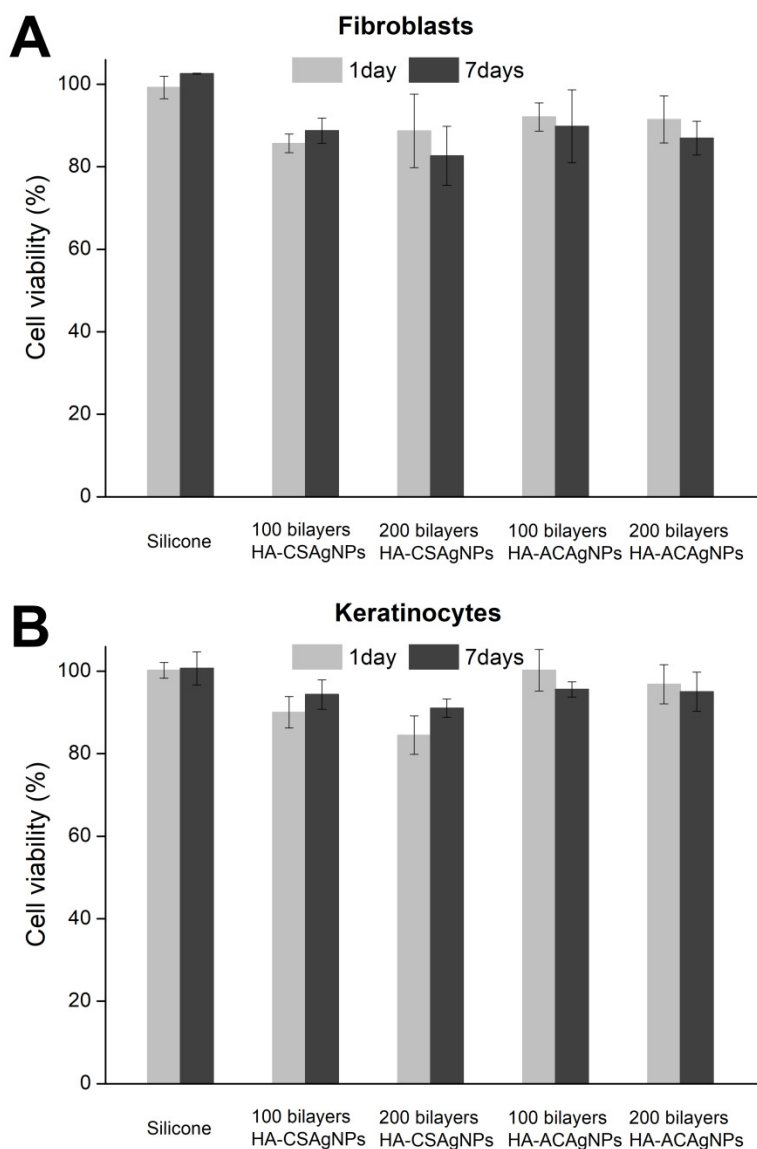 A
Fibroblasts
1day
7days
Cell viability (%)
100
80
60
40
20
0
Silicone
100 bilayers
HA-CSAgNPs
200 bilayers
HA-CSAgNPs
100 bilayers
HA-ACAgNPs
200 bilayers
HA-ACAgNPs
B
Keratinocytes
1day
7days
Cell viability (%)
100
80
60
40
20
0
Silicone
100 bilayers
HA-CSAgNPs
200 bilayers
HA-CSAgNPs
100 bilayers
HA-ACAgNPs
200 bilayers
HA-ACAgNPs